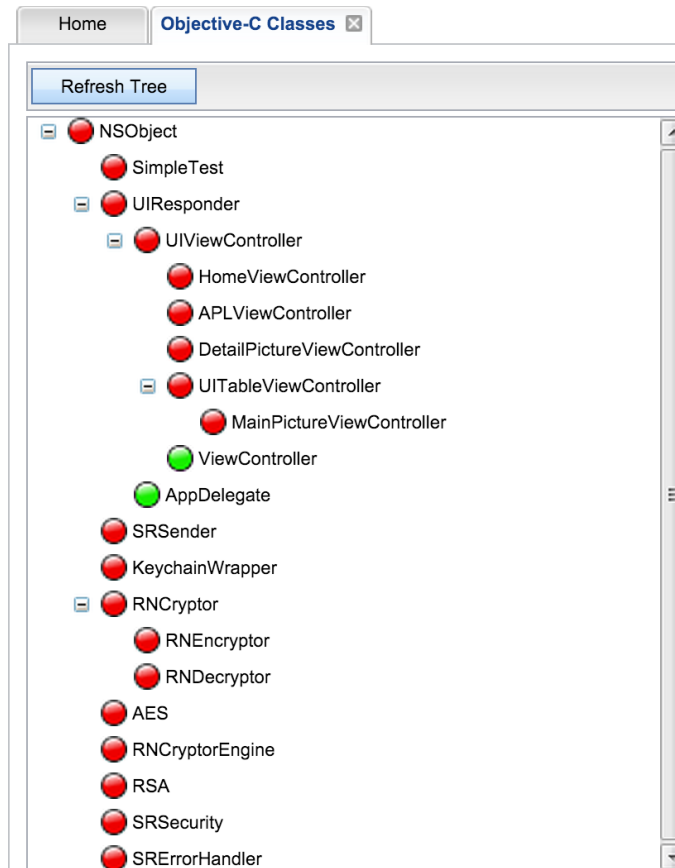 Home
Objective-C Classes
Refresh Tree
NSObject
SimpleTest
UIResponder
UIViewController
HomeViewController
APLViewController
DetailPictureViewController
UITableViewController
MainPictureViewController
ViewController
AppDelegate
SRSender
KeychainWrapper
RNCryptor
RNEncryptor
RNDecryptor
AES
RNCryptorEngine
RSA
SRSecurity
SRErrorHandler